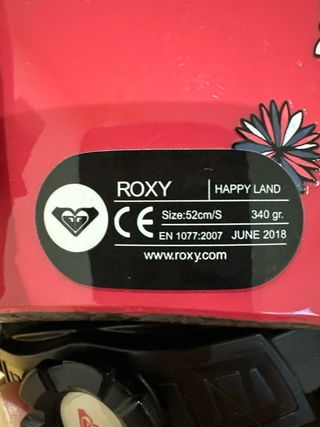 ROXY | HAPPY LAND
CE Size:52cm/S 340 gr.
EN 1077:2007 JUNE 2018
www.roxy.com